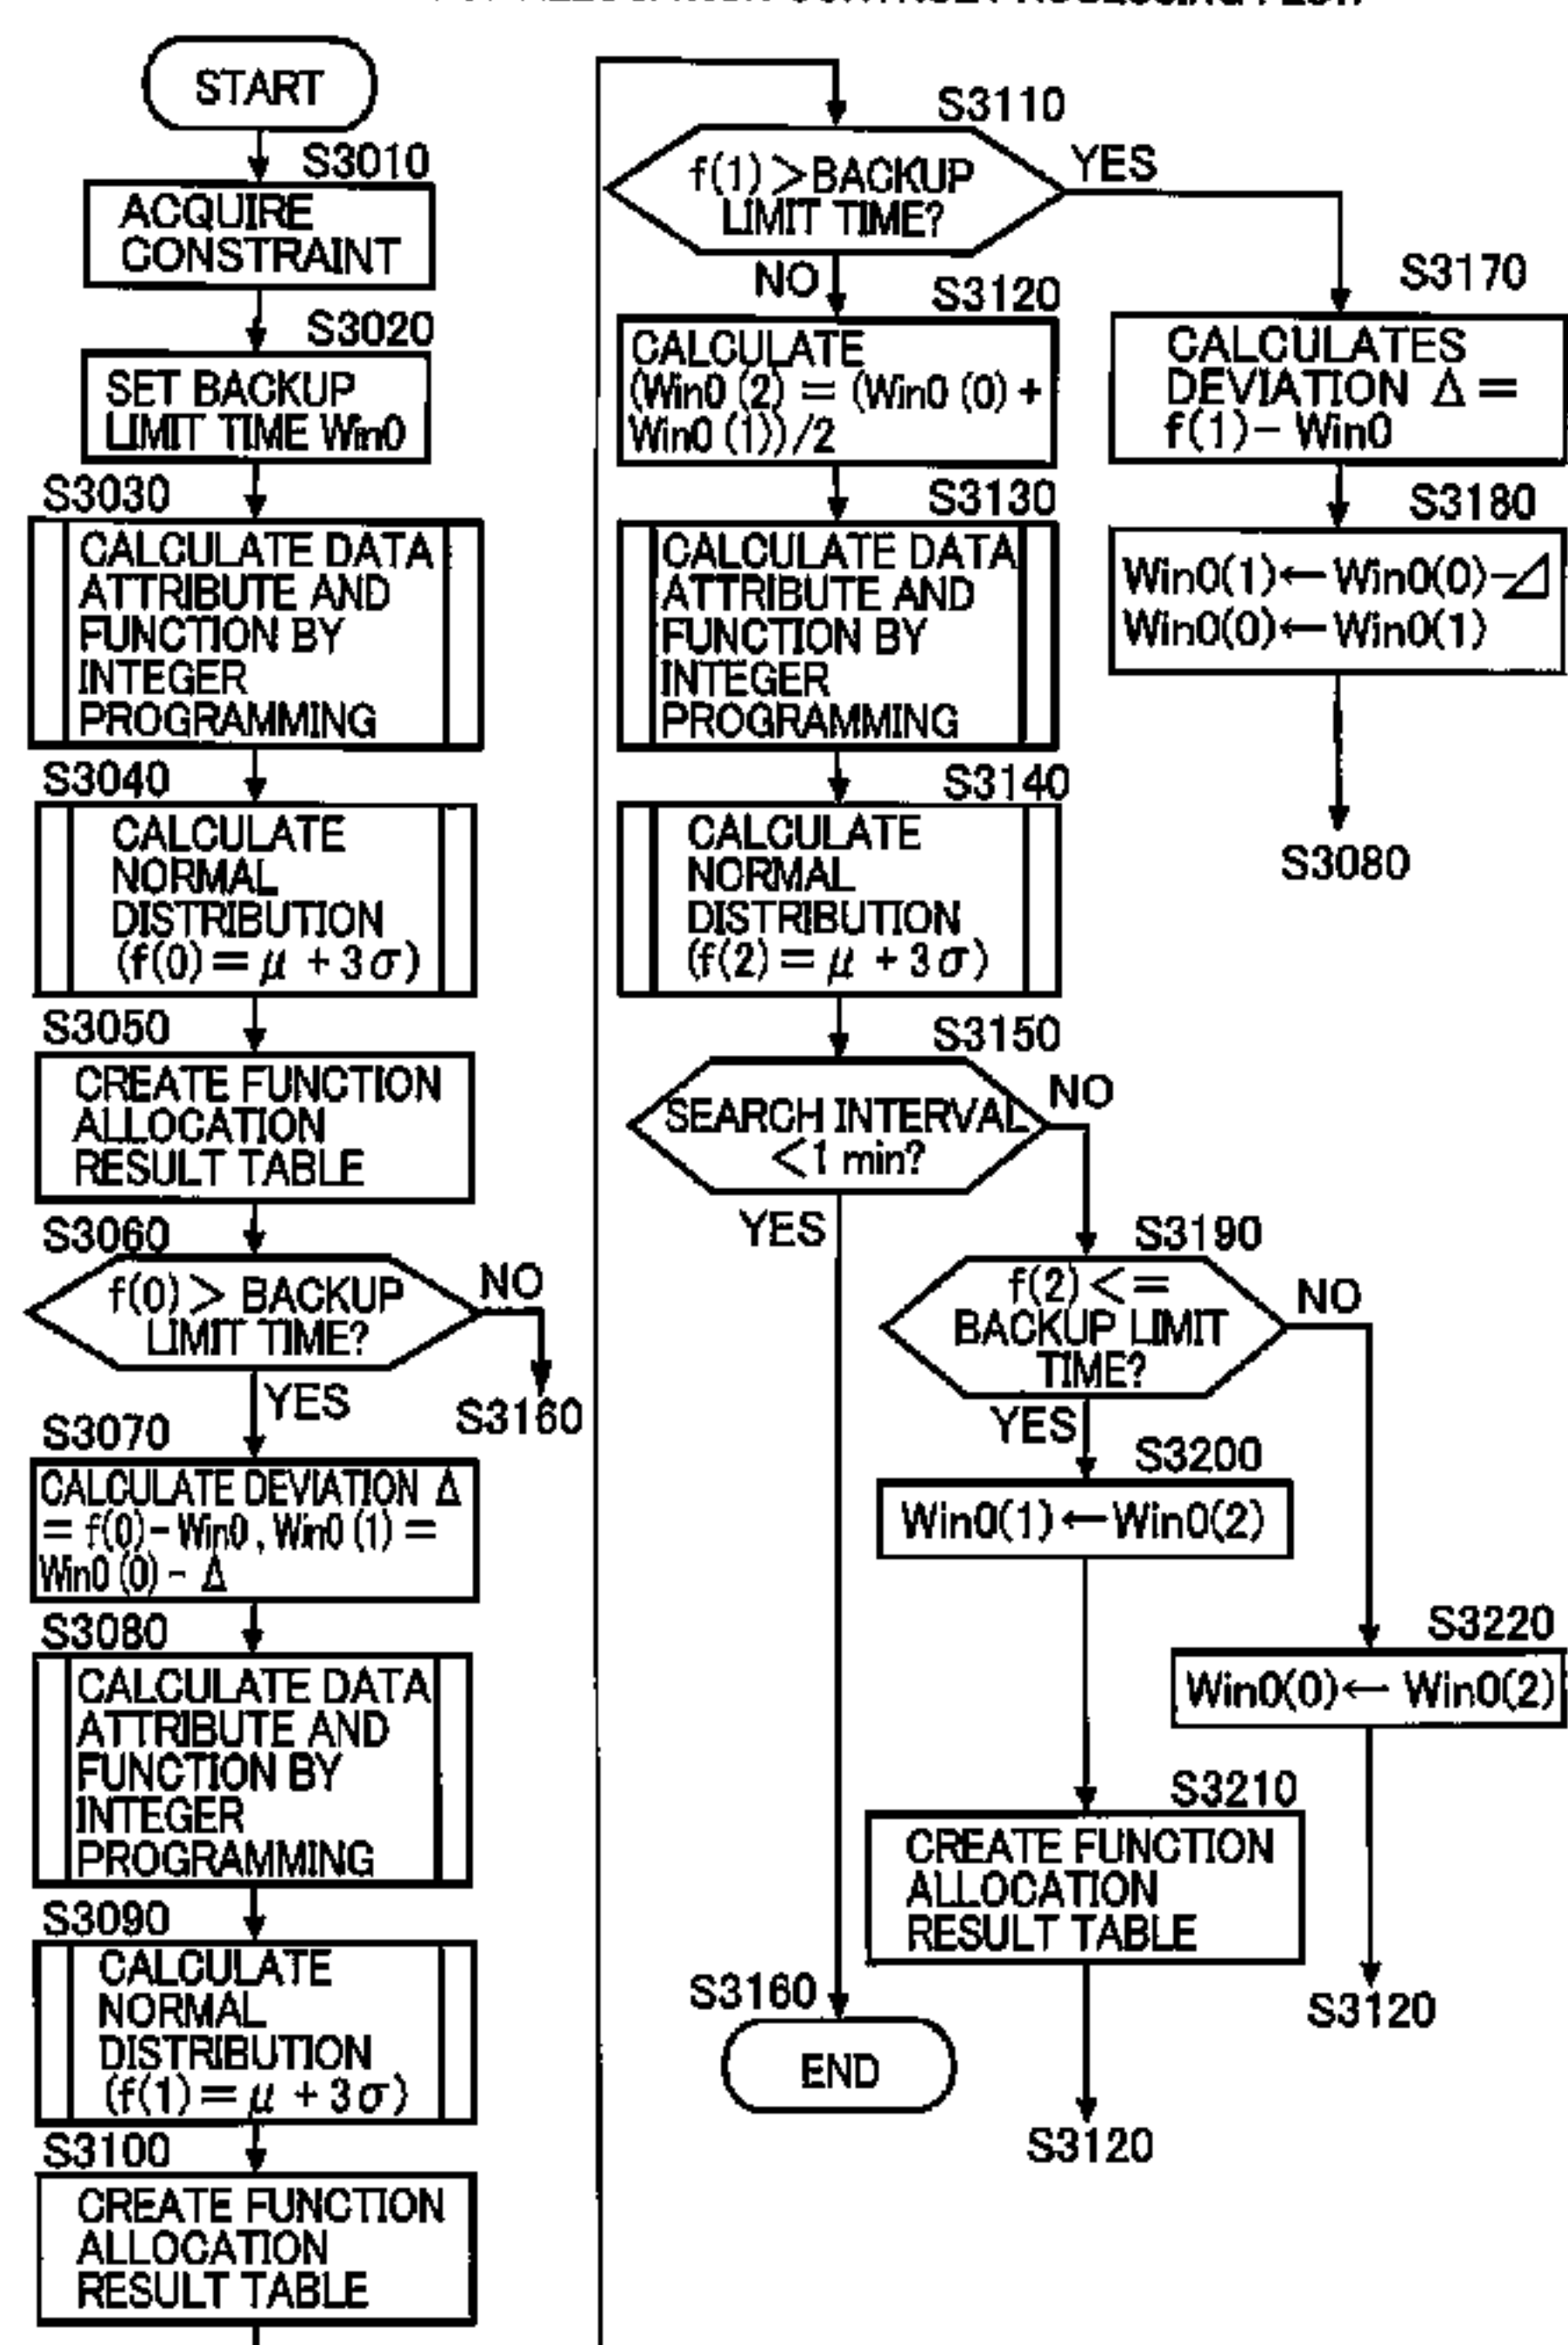 START
S3010
ACQUIRE
CONSTRAINT
S3020
SET BACKUP
LIMIT TIME Win0
S3030
CALCULATE DATA
ATTRIBUTE AND
FUNCTION BY
INTEGER
PROGRAMMING
S3040
CALCULATE
NORMAL
DISTRIBUTION
(f(0)=μ+3σ)
S3050
CREATE FUNCTION
ALLOCATION
RESULT TABLE
S3060
f(0)> BACKUP
LIMIT TIME?
NO
S3160
YES
S3070
CALCULATE DEVIATION Δ
= f(0)- Win0 , Win0 (1) =
Win0 (0) - Δ
S3080
CALCULATE DATA
ATTRIBUTE AND
FUNCTION BY
INTEGER
PROGRAMMING
S3090
CALCULATE
NORMAL
DISTRIBUTION
(f(1)=μ+3σ)
S3100
CREATE FUNCTION
ALLOCATION
RESULT TABLE
S3110
f(1)>BACKUP
LIMIT TIME?
YES
NO
S3120
CALCULATE
(Win0 (2) = (Win0 (0) +
Win0 (1))/2
S3130
CALCULATE DATA
ATTRIBUTE AND
FUNCTION BY
INTEGER
PROGRAMMING
S3140
CALCULATE
NORMAL
DISTRIBUTION
(f(2)=μ+3σ)
S3150
SEARCH INTERVAL
<1 min?
NO
YES
S3160
END
S3170
CALCULATES
DEVIATION Δ =
f(1)- Win0
S3180
Win0(1)← Win0(0)-⊿
Win0(0)← Win0(1)
S3080
S3190
f(2)<=
BACKUP LIMIT
TIME?
NO
YES
S3200
Win0(1)←Win0(2)
S3210
CREATE FUNCTION
ALLOCATION
RESULT TABLE
S3120
S3220
Win0(0)← Win0(2)
S3120